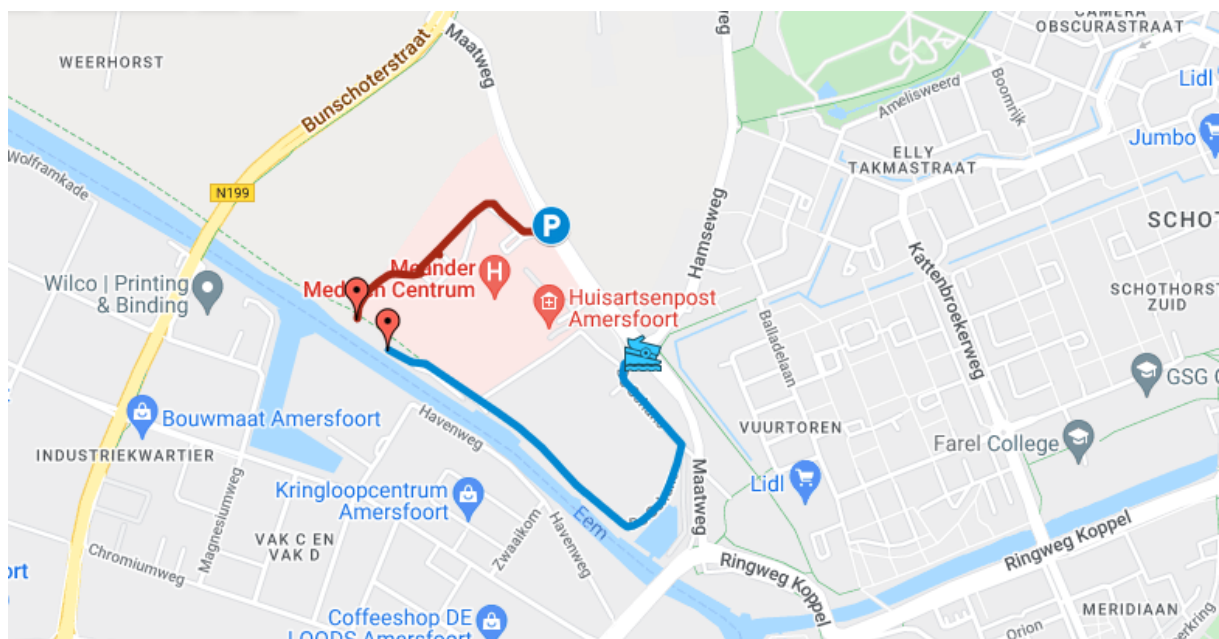 CAMERA
OBSCURASTRAAT
WEERHORST
Maatweg
Bunschoterstraat
Lidl
Boomrijk
Amelisweerd
Jumbo
Wolframkade
ELLY
TAKMASTRAAT
N199
SCHOT
Hamseweg
Kattenbroekerweg
P
Meander
Centrum
H
Wilco | Printing
& Binding
Huisartsenpost
Amersfoort
SCHOTHORST
ZUID
Balladelaan
GSG
Havenweg
Bouwmaat Amersfoort
VUURTOREN
Farel College
INDUSTRIEKWARTIER
Maatweg
Lidl
Kringloopcentrum
Amersfoort
Magnesiumweg
Eem
Zwaaikom
Havenweg
VAK C EN
VAK D
Chromiumweg
Ringweg Koppel
Ringweg Koppel
ort
MERIDIAAN
Coffeeshop DE
LOODS Amersfoort
Orion